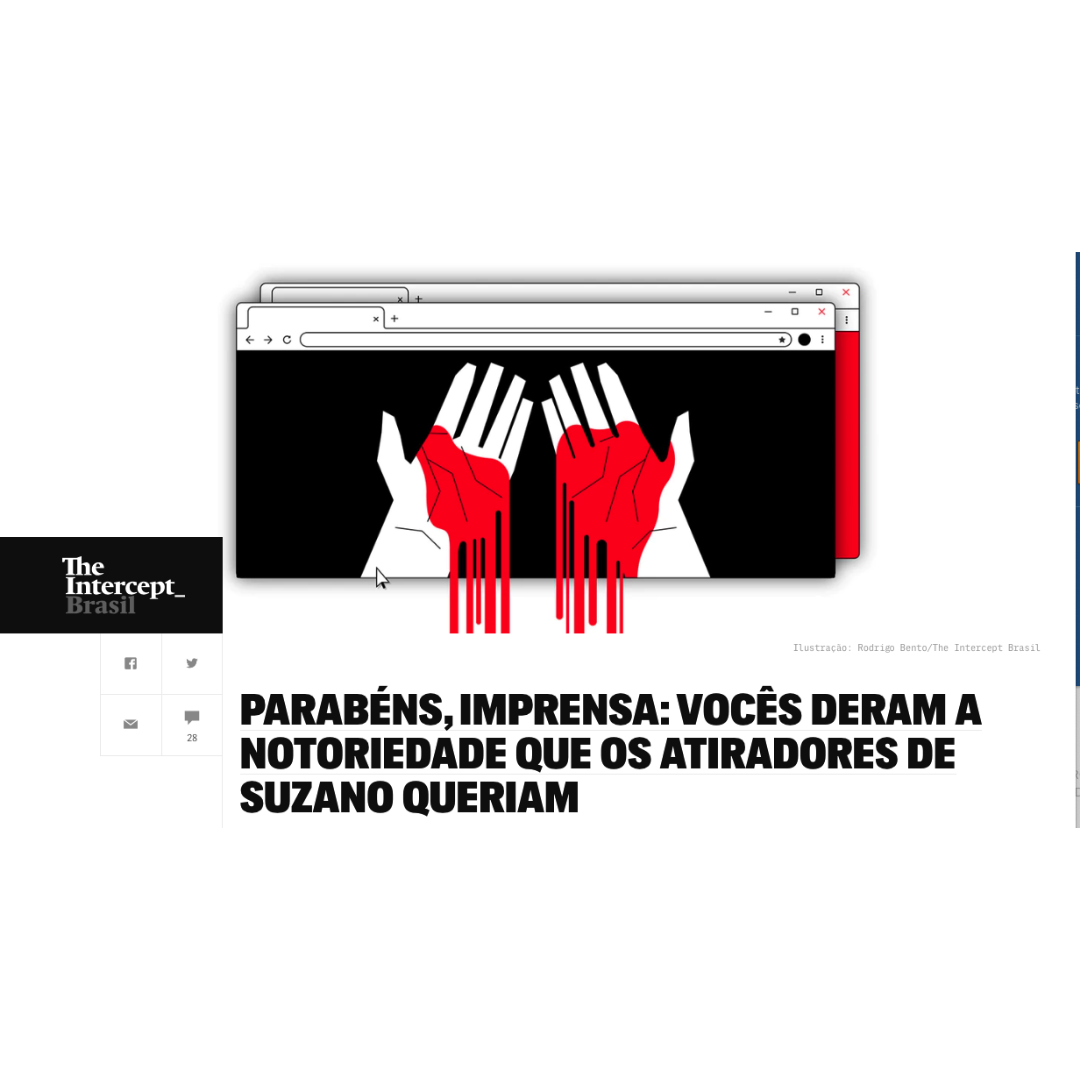 The
Intercept_
Brasil
28
Ilustração: Rodrigo Bento/The Intercept Brasil
PARABÉNS, IMPRENSA: VOCÊS DERAM A
NOTORIEDADE QUE OS ATIRADORES DE
SUZANO QUERIAM